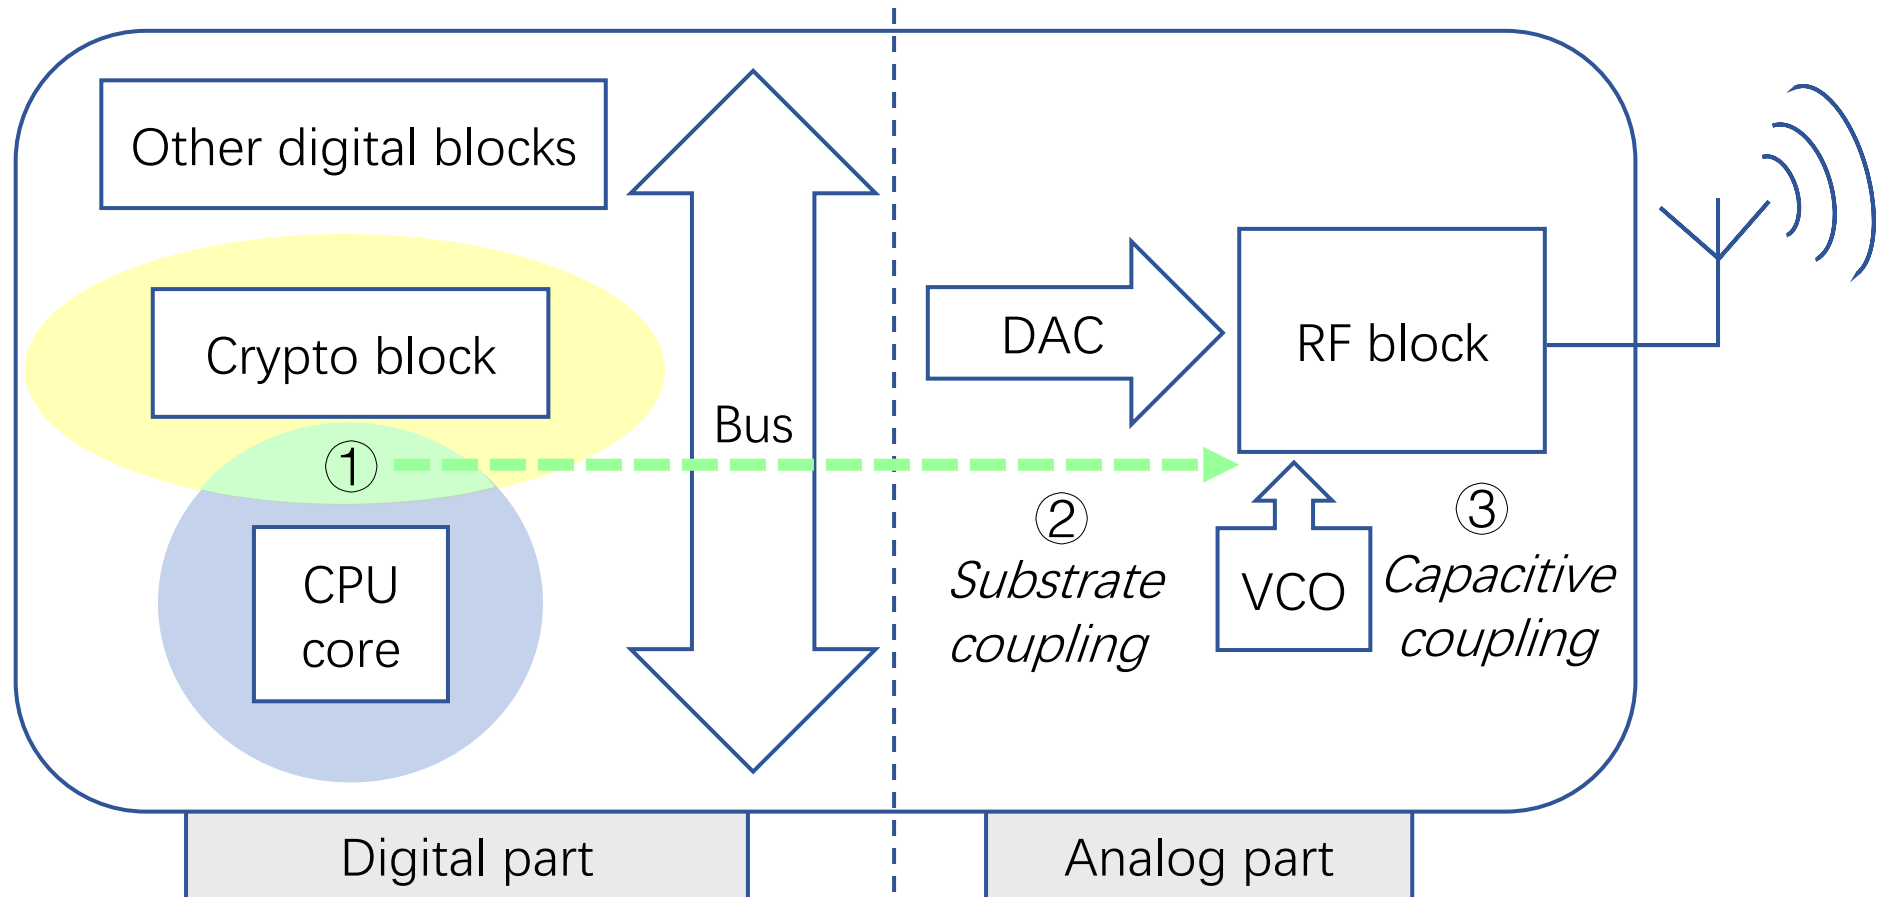 Other digital blocks
Crypto block
①
CPU
core
Bus
DAC
RF block
②
Substrate
coupling
VCO
③
Capacitive
coupling
Digital part
Analog part